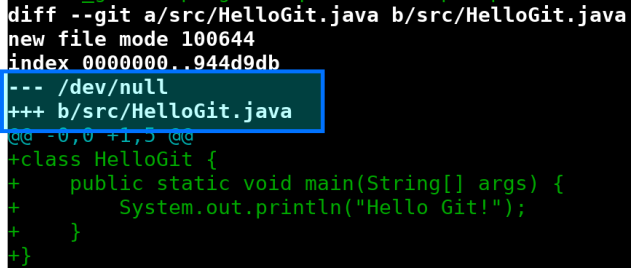 diff --git a/src/HelloGit.java b/src/HelloGit.java
new file mode 100644
index 0000000..944d9db
--- /dev/null
+++ b/src/HelloGit.java
@@ -0,0 +1,5 @@
+class HelloGit {
+    public static void main(String[] args) {
+        System.out.println("Hello Git!");
+    }
+}